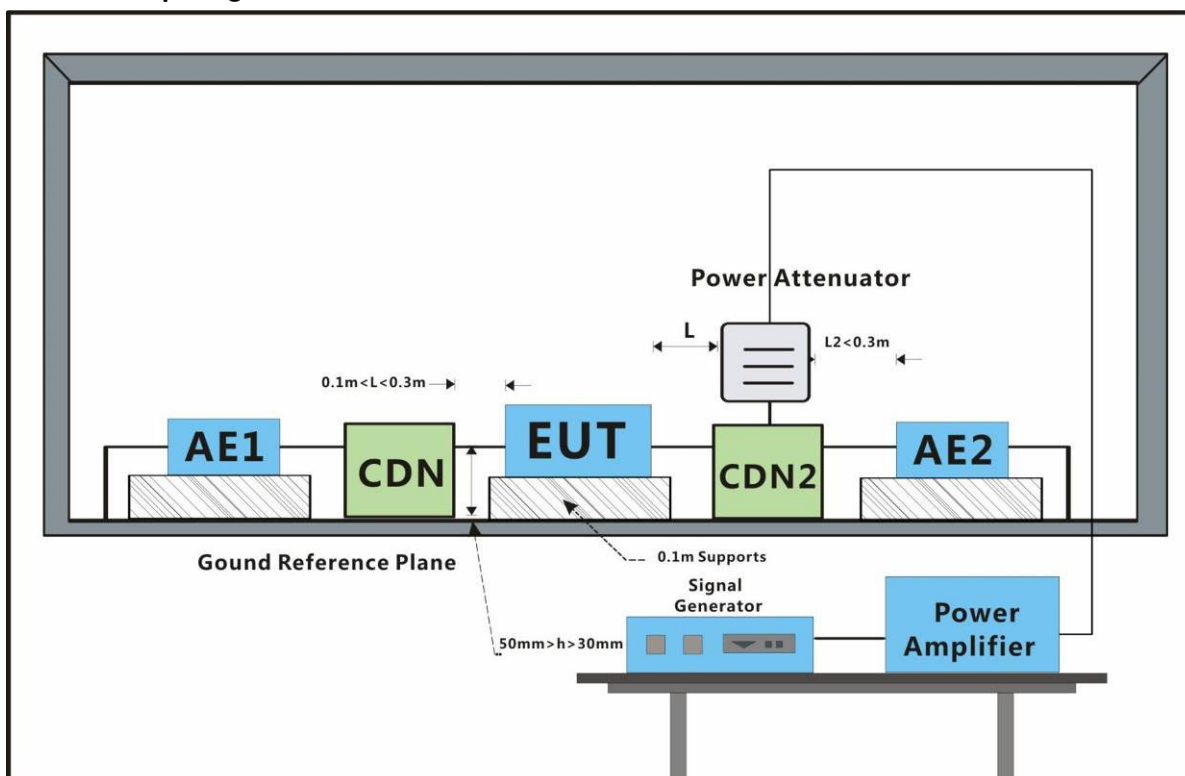 Power Attenuator
L
L2<0.3m
0.1m<L<0.3m
AE1
CDN
EUT
CDN2
AE2
Gound Reference Plane
0.1m Supports
Signal
Generator
50mm>h>30mm
Power
Amplifier